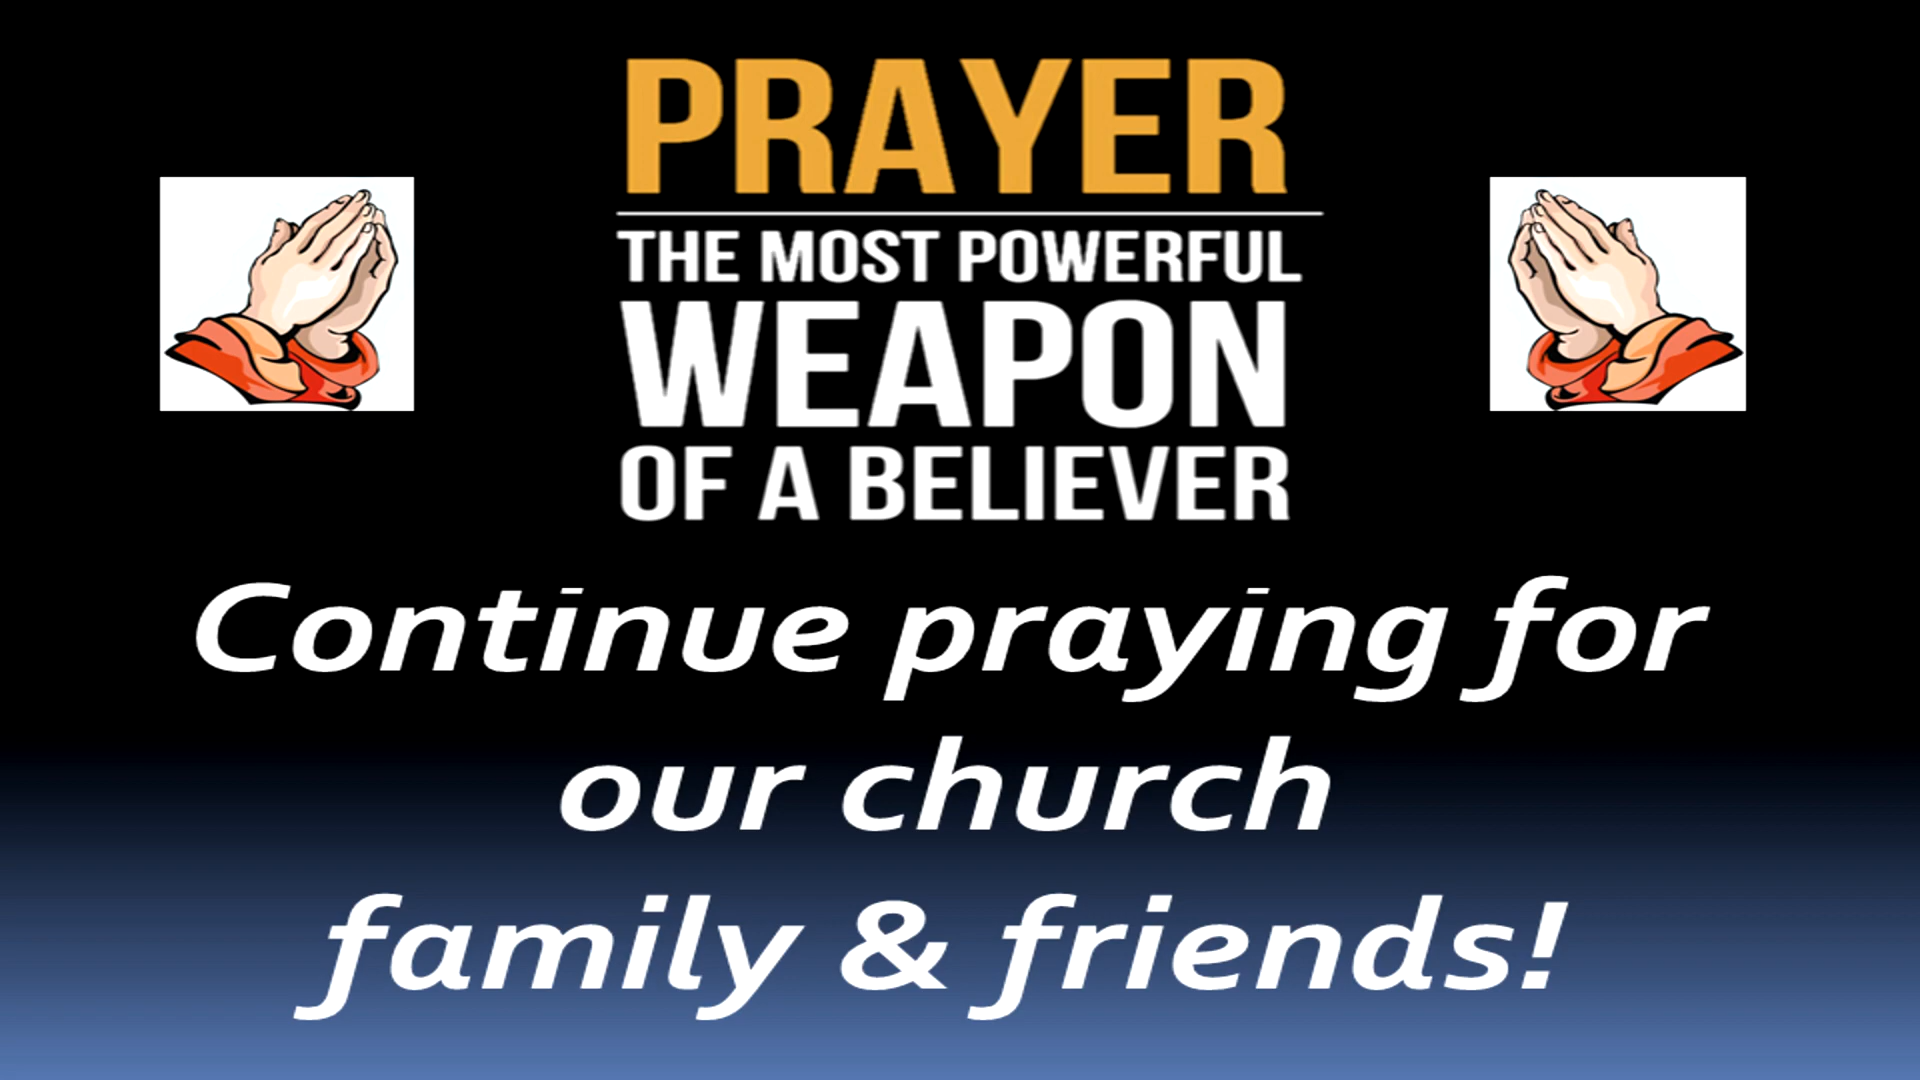 PRAYER
THE MOST POWERFUL
WEAPON
OF A BELIEVER
Continue praying for
our church
family & friends!